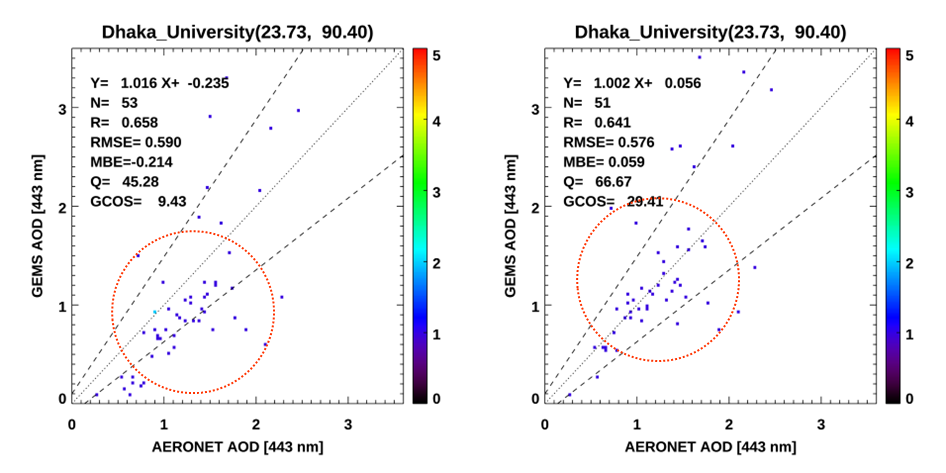 Dhaka_University(23.73, 90.40)
Y= 1.016 X+ -0.235
N= 53
R= 0.658
RMSE= 0.590
MBE=-0.214
Q= 45.28
GCOS= 9.43
GEMS AOD [443 nm]
3
2
1
0
0 1 2 3
AERONET AOD [443 nm]
5
4
3
2
1
0
Dhaka_University(23.73, 90.40)
Y= 1.002 X+ 0.056
N= 51
R= 0.641
RMSE= 0.576
MBE= 0.059
Q= 66.67
GCOS= 29.41
GEMS AOD [443 nm]
3
2
1
0
0 1 2 3
AERONET AOD [443 nm]
5
4
3
2
1
0